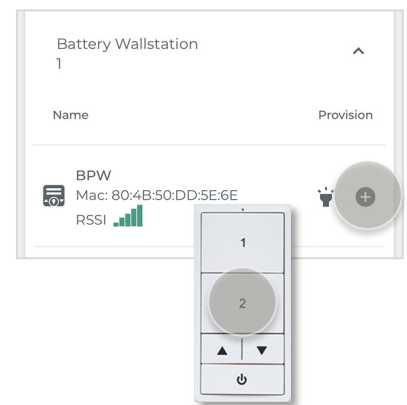 Battery Wallstation
1
Name Provision
BPW
Mac: 80:4B:50:DD:5E:6E
RSSI
1
2